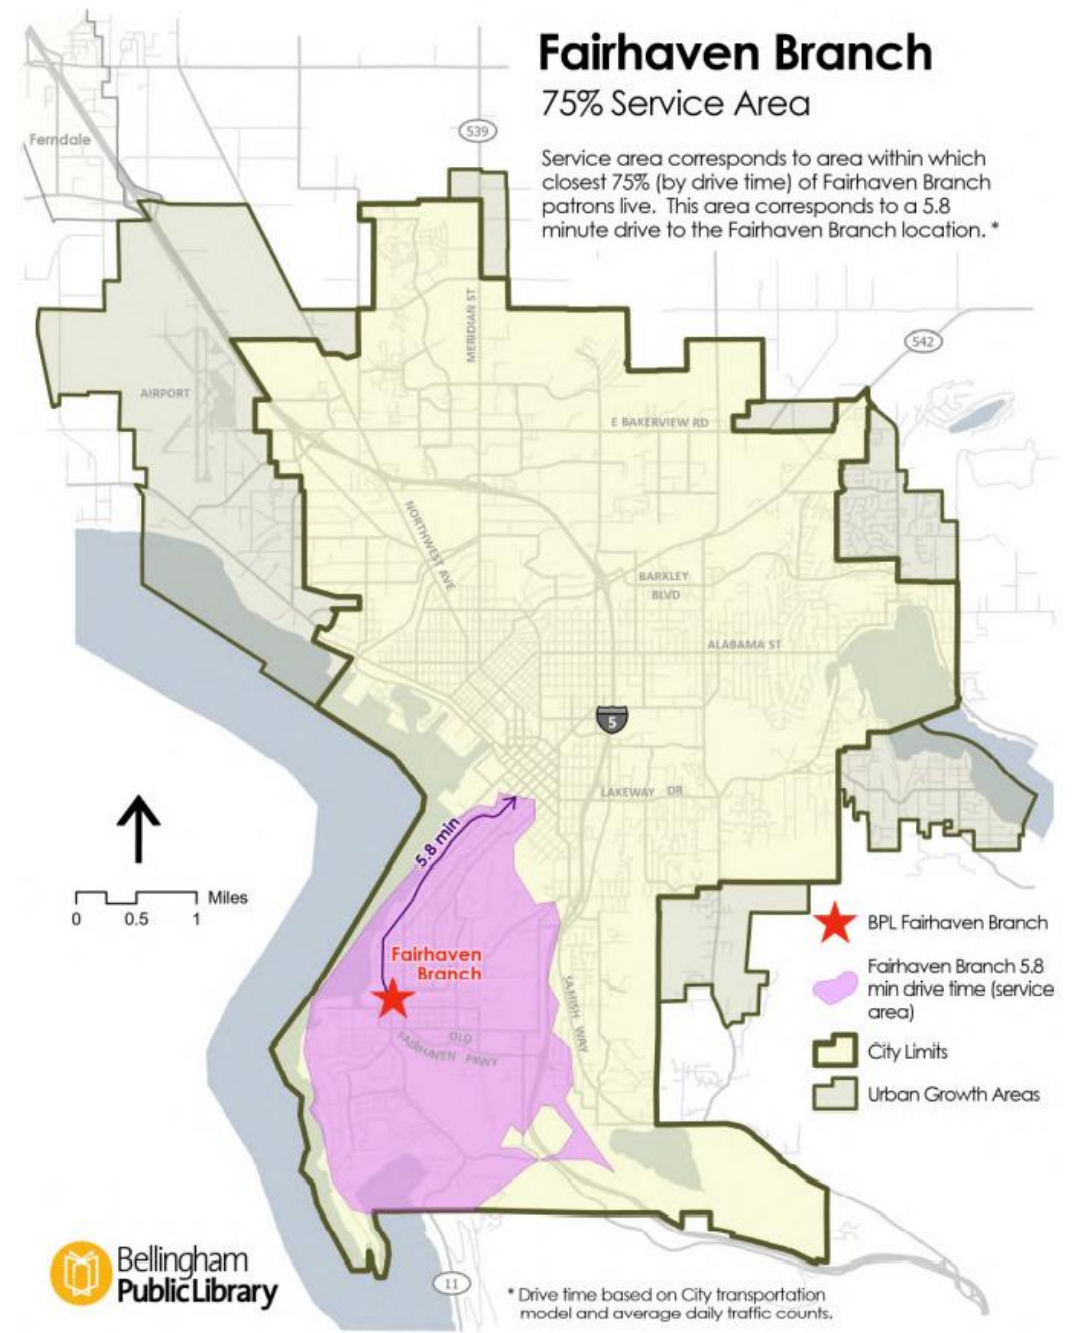 Fairhaven Branch
75% Service Area
Service area corresponds to area within which
closest 75% (by drive time) of Fairhaven Branch
patrons live.  This area corresponds to a 5.8
minute drive to the Fairhaven Branch location. *
Ferndale
539
542
MERIDIAN ST
AIRPORT
E BAKERVIEW RD
NORTHWEST AVE
BARKLEY
BLVD
ALABAMA ST
5
LAKEWAY DR
5.8 min
Miles
0 0.5 1
Fairhaven
Branch
SAMISH WAY
OLD
FAIRHAVEN PKWY
BPL Fairhaven Branch
Fairhaven Branch 5.8
min drive time (service
area)
City Limits
Urban Growth Areas
Bellingham
Public Library
11
* Drive time based on City transportation
model and average daily traffic counts.